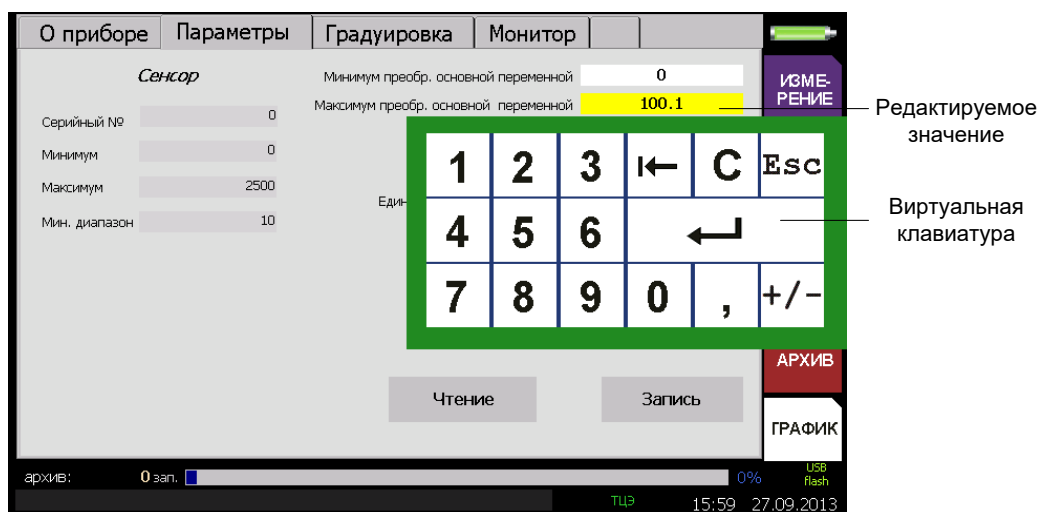 О приборе Параметры Градуировка Монитор
Сенсор
Серийный № 0
Минимум 0
Максимум 2500
Мин. диапазон 10
Минимум преобр. основной переменной 0
Максимум преобр. основной переменной 100.1
Един
1 2 3 C Esc
4 5 6
7 8 9 0 , +/-
Чтение Запись
ИЗМЕ-
РЕНИЕ
АРХИВ
ГРАФИК
Редактируемое
значение
Виртуальная
клавиатура
архив: 0 зап. 0%
USB
flash
ТЦЭ 15:59 27.09.2013